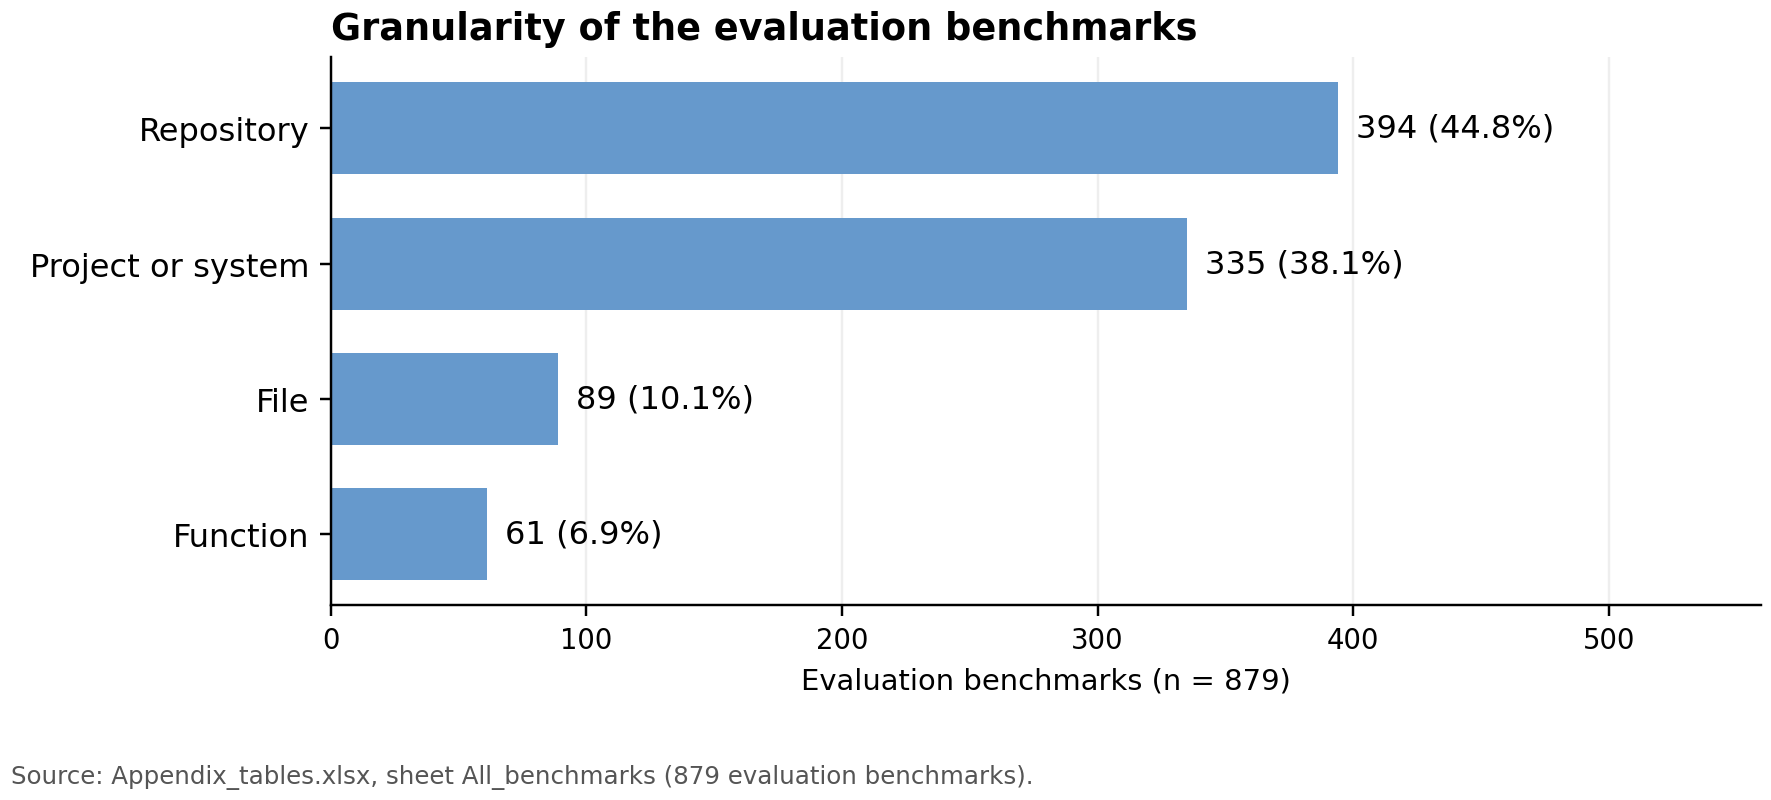 Granularity of the evaluation benchmarks
Repository
394 (44.8%)
Project or system
335 (38.1%)
File
89 (10.1%)
Function
61 (6.9%)
0 100 200 300 400 500
Evaluation benchmarks (n = 879)
Source: Appendix_tables.xlsx, sheet All_benchmarks (879 evaluation benchmarks).